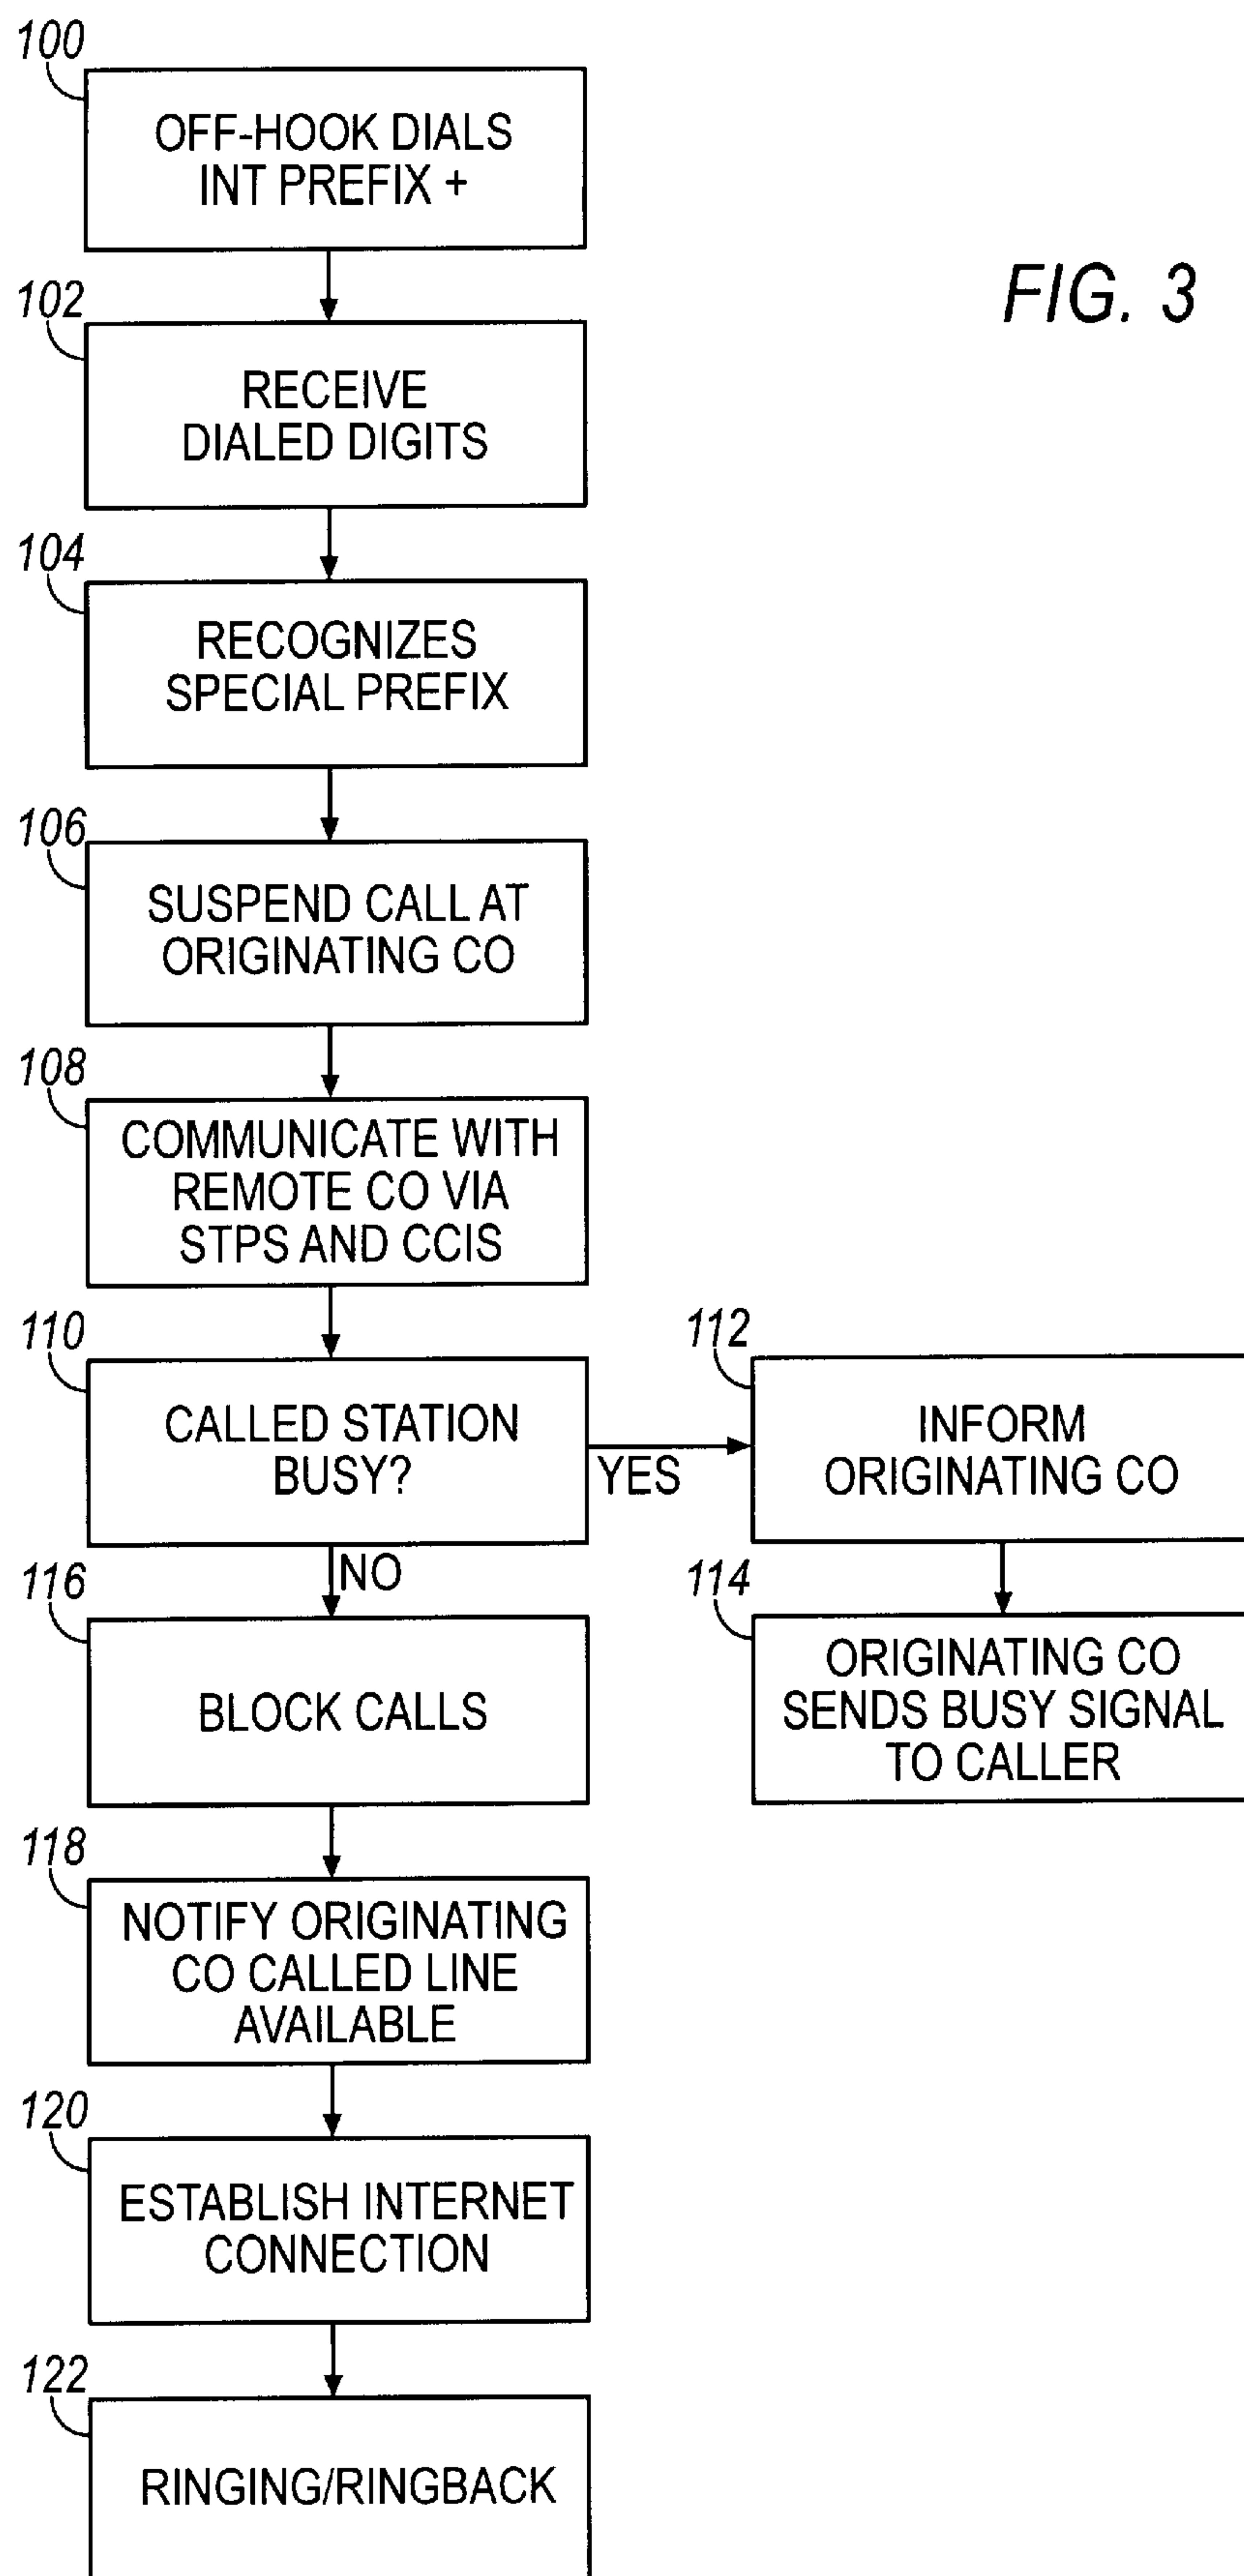 100
OFF-HOOK DIALS
INT PREFIX +
FIG. 3
102
RECEIVE
DIALED DIGITS
104
RECOGNIZES
SPECIAL PREFIX
106
SUSPEND CALL AT
ORIGINATING CO
108
COMMUNICATE WITH
REMOTE CO VIA
STPS AND CCIS
110
CALLED STATION
BUSY?
YES
NO
112
INFORM
ORIGINATING CO
114
ORIGINATING CO
SENDS BUSY SIGNAL
TO CALLER
116
BLOCK CALLS
118
NOTIFY ORIGINATING
CO CALLED LINE
AVAILABLE
120
ESTABLISH INTERNET
CONNECTION
122
RINGING/RINGBACK